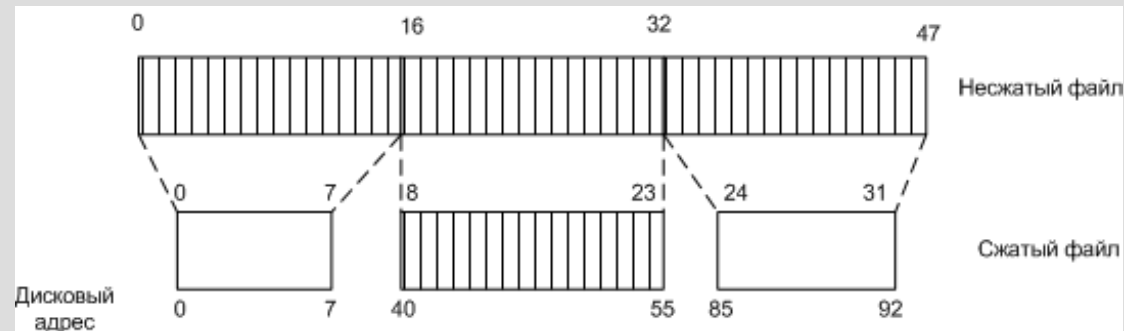 0 16 32 47
Несжатый файл
0 7 8 23 24 31
Сжатый файл
Дисковый
адрес
0 7 40 55 85 92